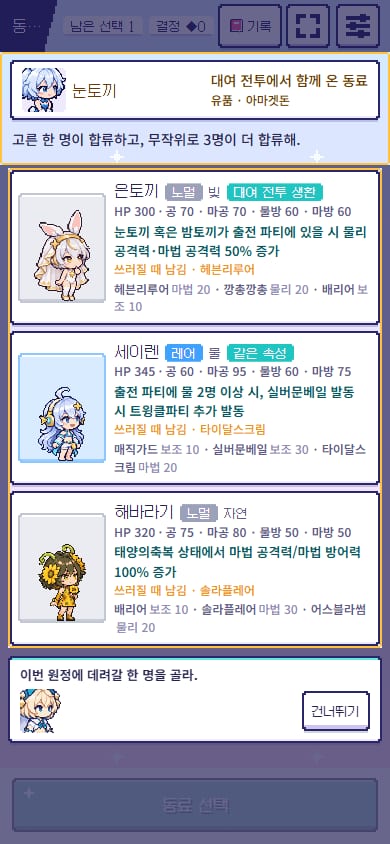 동…
남은 선택 1
결정 ◆0
기록
눈토끼
대여 전투에서 함께 온 동료
유품 · 아마겟돈
고른 한 명이 합류하고, 무작위로 3명이 더 합류해.
은토끼 노멀 빛 대여 전투 생환
HP 300 · 공 70 · 마공 70 · 물방 60 · 마방 60
눈토끼 혹은 밤토끼가 출전 파티에 있을 시 물리
공격력·마법 공격력 50% 증가
쓰러질 때 남김 · 헤븐리루어
헤븐리루어 마법 20 · 깡총깡총 물리 20 · 배리어 보
조 10
세이렌 레어 물 같은 속성
HP 345 · 공 60 · 마공 95 · 물방 60 · 마방 75
출전 파티에 물 2명 이상 시, 실버문베일 발동
시 트윙클파티 추가 발동
쓰러질 때 남김 · 타이달스크림
매직가드 보조 10 · 실버문베일 보조 30 · 타이달스
크림 마법 20
해바라기 노멀 자연
HP 320 · 공 75 · 마공 80 · 물방 50 · 마방 50
태양의축복 상태에서 마법 공격력/마법 방어력
100% 증가
쓰러질 때 남김 · 솔라플레어
배리어 보조 10 · 솔라플레어 마법 30 · 어스블라썸
물리 20
이번 원정에 데려갈 한 명을 골라.
건너뛰기
동료 선택